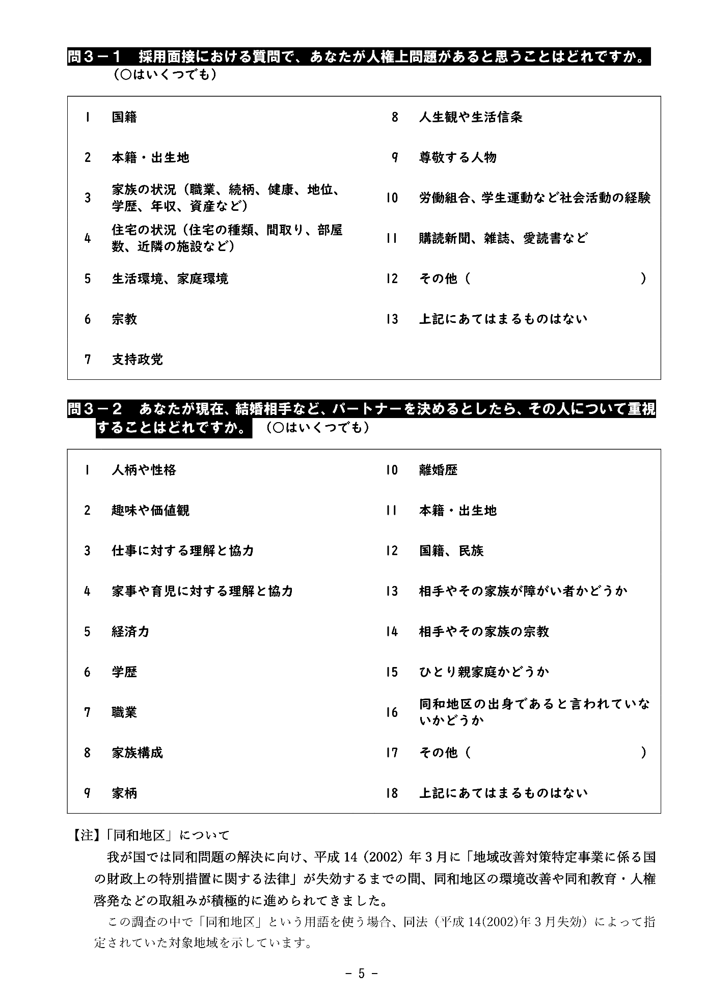 問３－１　採用面接における質問で、あなたが人権上問題があると思うことはどれですか。
（○はいくつでも）
1　国籍
2　本籍・出生地
3　家族の状況（職業、続柄、健康、地位、
学歴、年収、資産など）
4　住宅の状況（住宅の種類、間取り、部屋
数、近隣の施設など）
5　生活環境、家庭環境
6　宗教
7　支持政党
8　人生観や生活信条
9　尊敬する人物
10　労働組合、学生運動など社会活動の経験
11　購読新聞、雑誌、愛読書など
12　その他（　　　　　　　　　　　　　）
13　上記にあてはまるものはない
問３－２　あなたが現在、結婚相手など、パートナーを決めるとしたら、その人について重視
することはどれですか。（○はいくつでも）
1　人柄や性格
2　趣味や価値観
3　仕事に対する理解と協力
4　家事や育児に対する理解と協力
5　経済力
6　学歴
7　職業
8　家族構成
9　家柄
10　離婚歴
11　本籍・出生地
12　国籍、民族
13　相手やその家族が障がい者かどうか
14　相手やその家族の宗教
15　ひとり親家庭かどうか
16　同和地区の出身であると言われていな
いかどうか
17　その他（　　　　　　　　　　　　　）
18　上記にあてはまるものはない
【注】「同和地区」について
我が国では同和問題の解決に向け、平成 14（2002）年 3 月に「地域改善対策特定事業に係る国
の財政上の特別措置に関する法律」が失効するまでの間、同和地区の環境改善や同和教育・人権
啓発などの取組みが積極的に進められてきました。
この調査の中で「同和地区」という用語を使う場合、同法（平成 14(2002)年 3 月失効）によって指
定されていた対象地域を示しています。
- 5 -